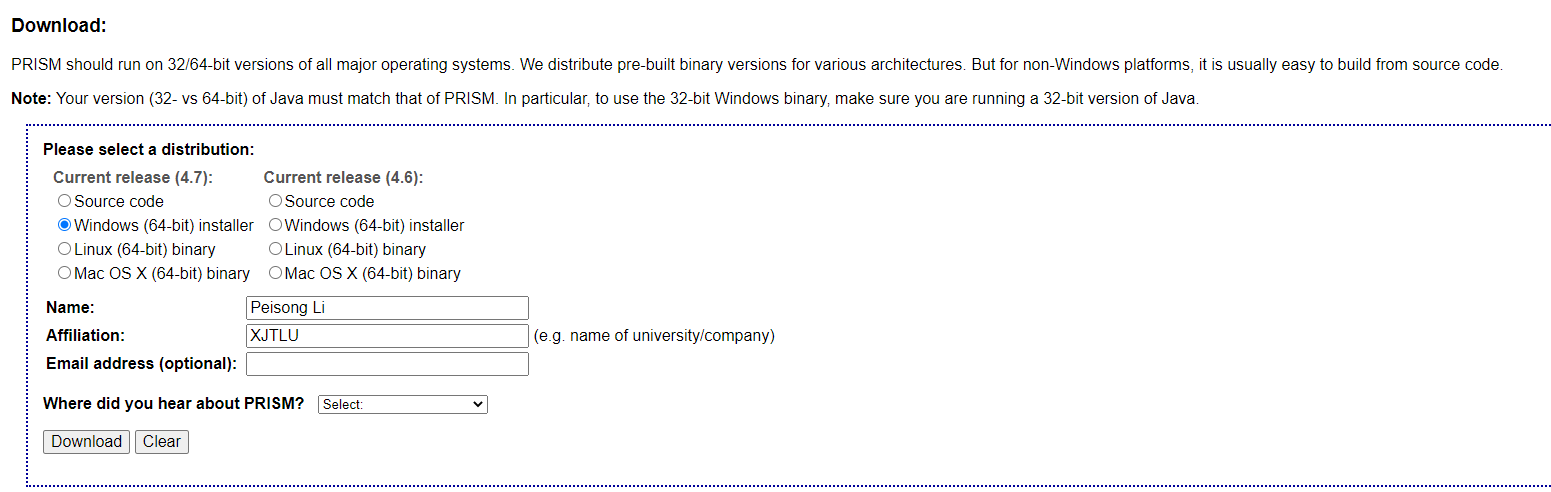 Download:
PRISM should run on 32/64-bit versions of all major operating systems. We distribute pre-built binary versions for various architectures. But for non-Windows platforms, it is usually easy to build from source code.
Note: Your version (32- vs 64-bit) of Java must match that of PRISM. In particular, to use the 32-bit Windows binary, make sure you are running a 32-bit version of Java.
Please select a distribution:
Current release (4.7): Current release (4.6):
Source code Source code
Windows (64-bit) installer Windows (64-bit) installer
Linux (64-bit) binary Linux (64-bit) binary
Mac OS X (64-bit) binary Mac OS X (64-bit) binary
Name: Peisong Li
Affiliation: XJTLU (e.g. name of university/company)
Email address (optional):
Where did you hear about PRISM? Select:
Download Clear